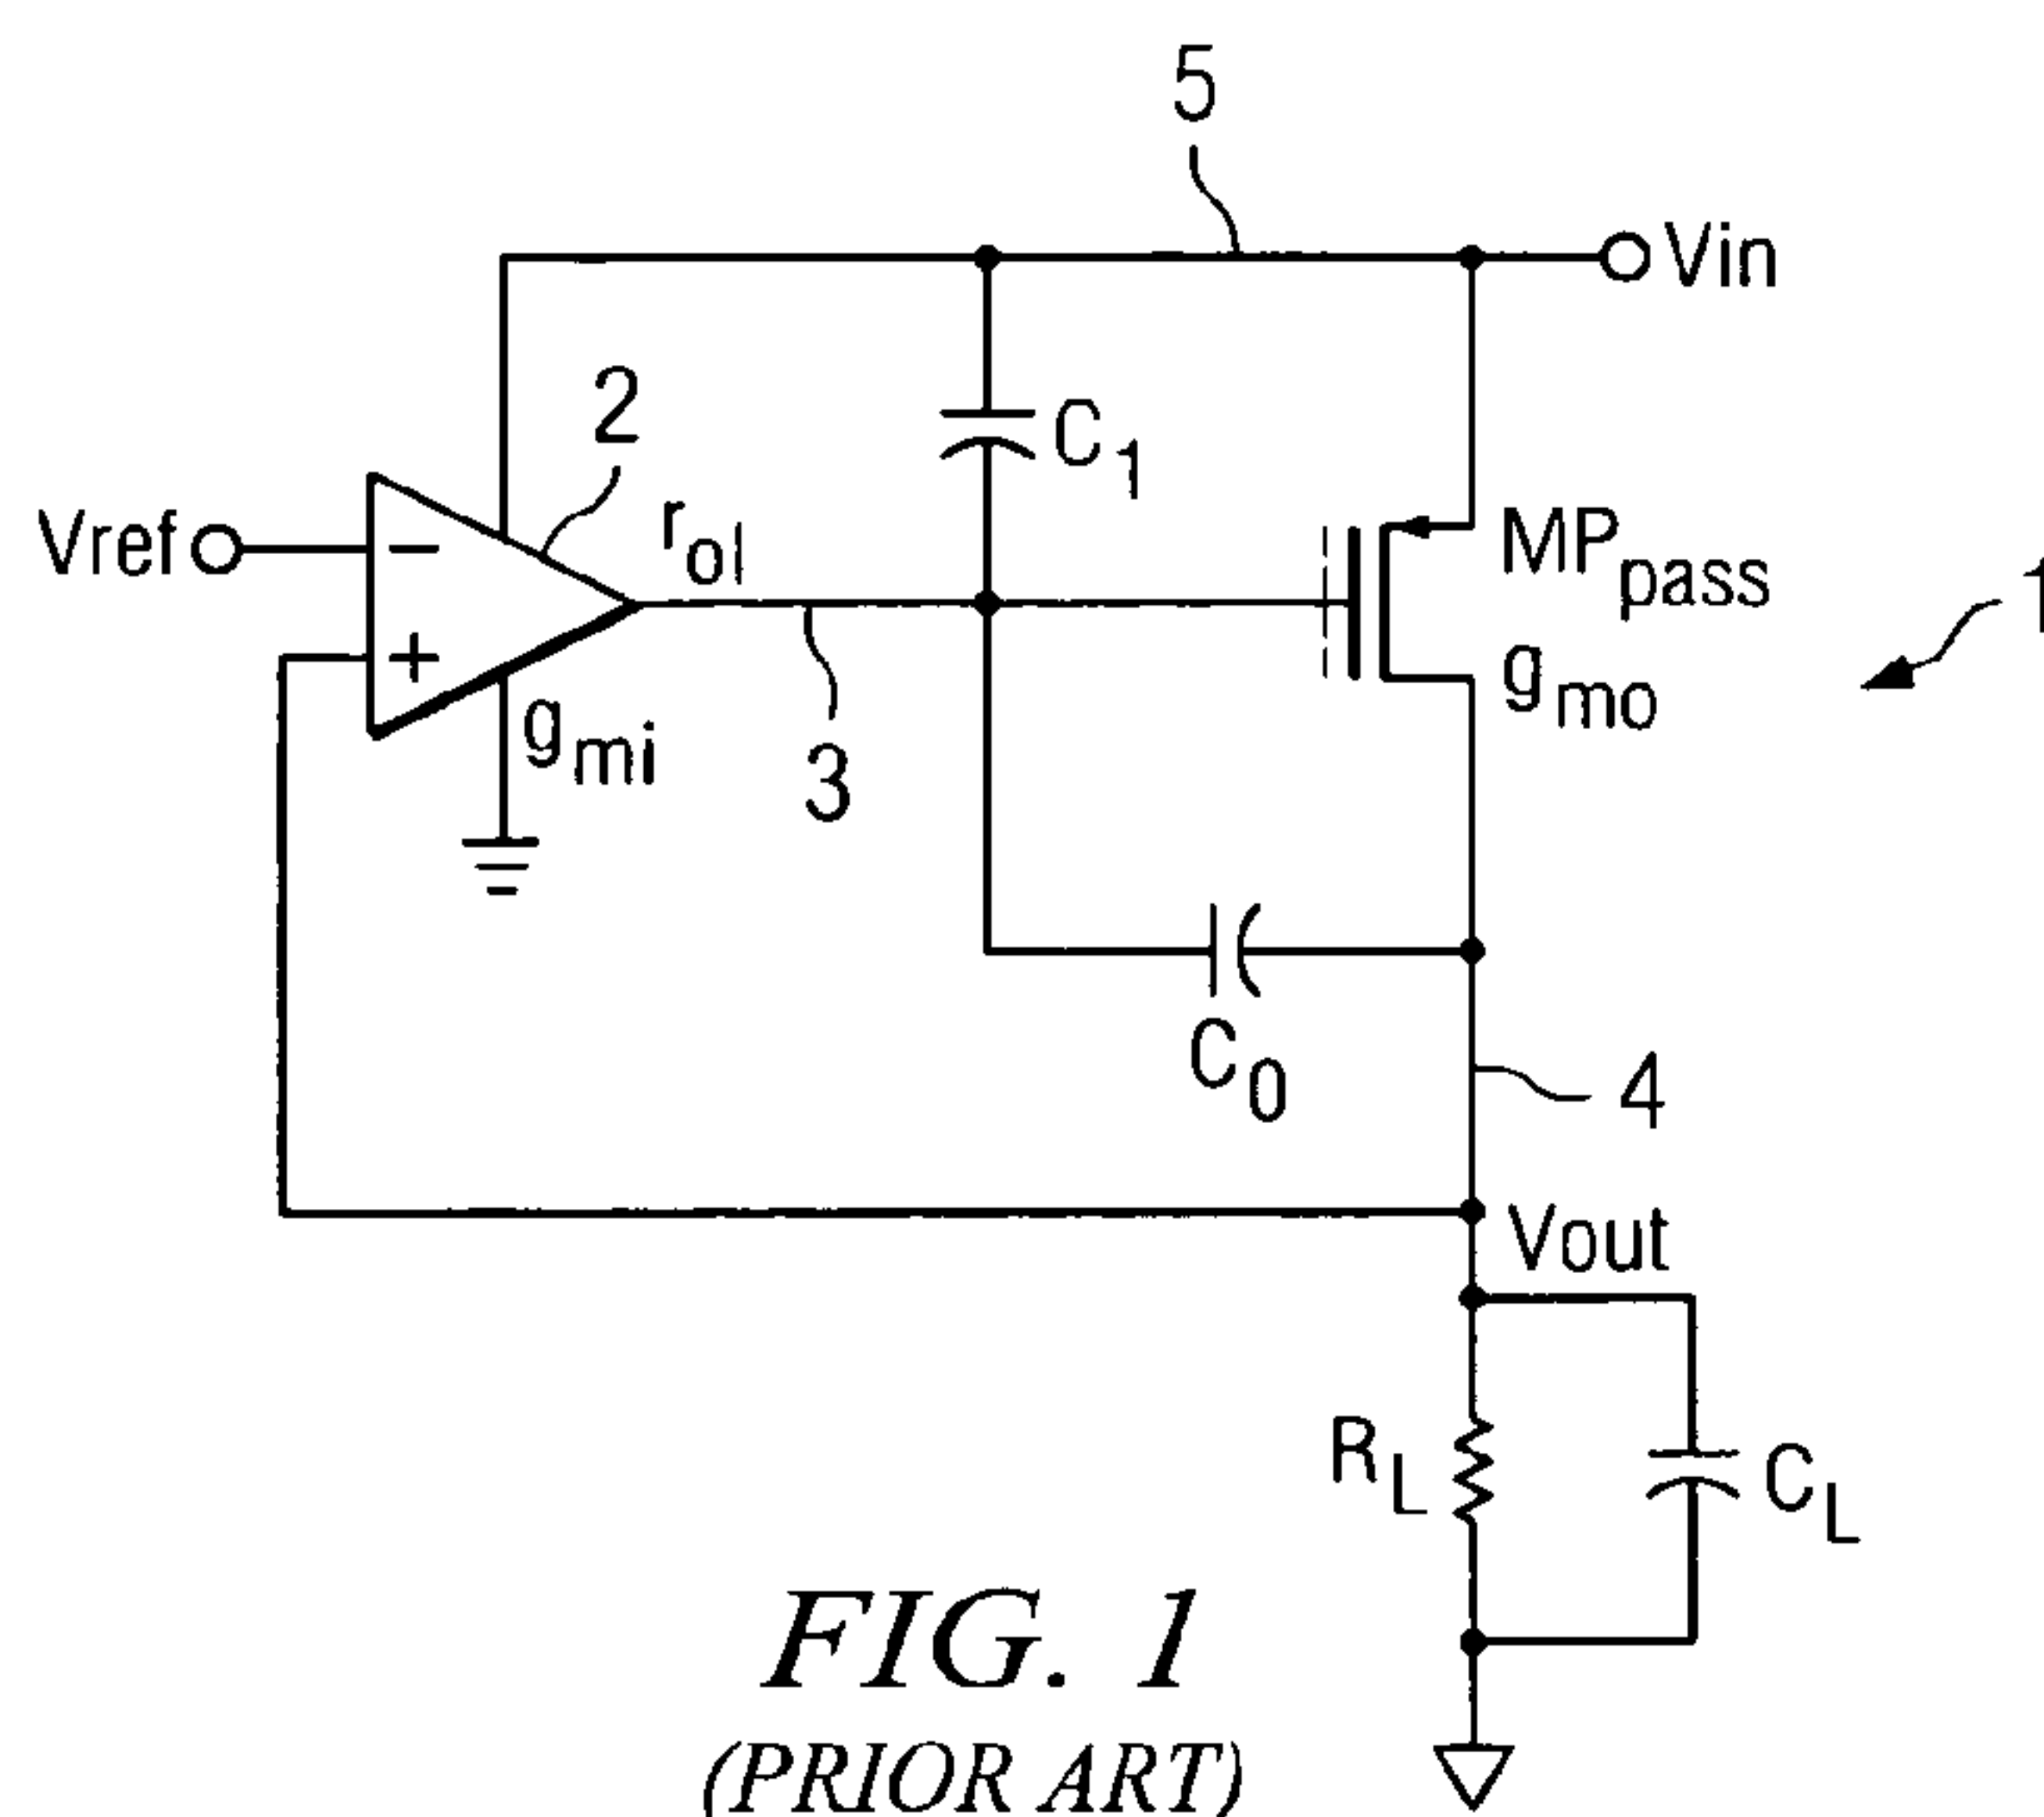 5
Vin
2
C1
Vref
rol
MPpass
−
1
+
gmi
gmo
3
C0
4
Vout
RL
CL
FIG. 1
(PRIOR ART)